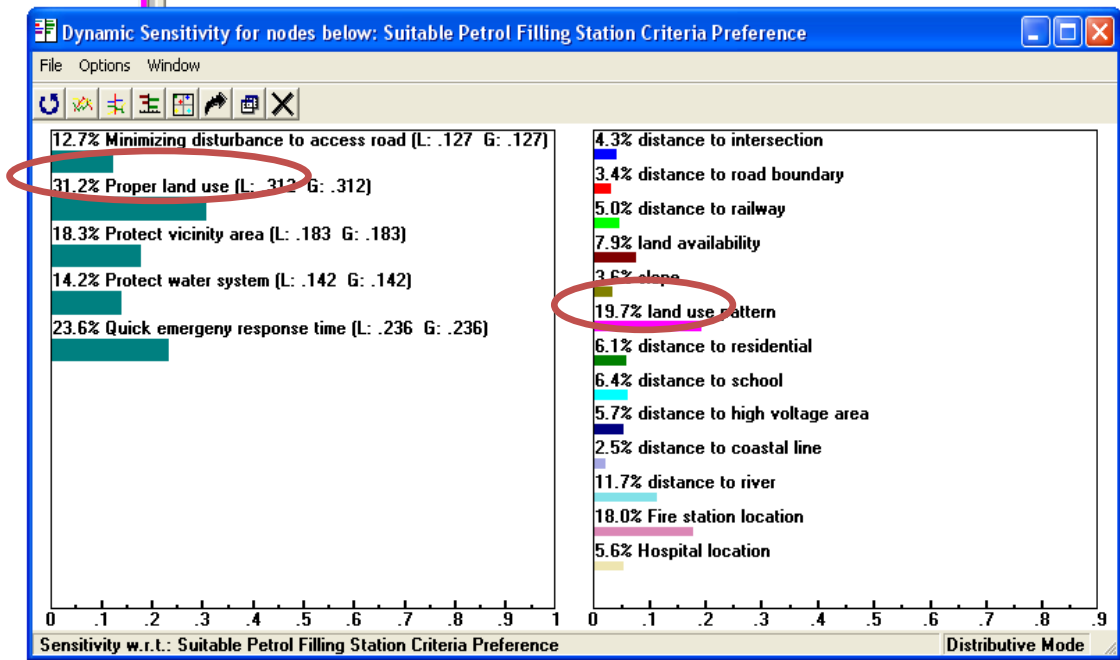 Dynamic Sensitivity for nodes below: Suitable Petrol Filling Station Criteria Preference
File Options Window
12.7% Minimizing disturbance to access road (L: .127 G: .127)
31.2% Proper land use (L: .312 G: .312)
18.3% Protect vicinity area (L: .183 G: .183)
14.2% Protect water system (L: .142 G: .142)
23.6% Quick emergeny response time (L: .236 G: .236)
0 .1 .2 .3 .4 .5 .6 .7 .8 .9 1
4.3% distance to intersection
3.4% distance to road boundary
5.0% distance to railway
7.9% land availability
3.6% slope
19.7% land use pattern
6.1% distance to residential
6.4% distance to school
5.7% distance to high voltage area
2.5% distance to coastal line
11.7% distance to river
18.0% Fire station location
5.6% Hospital location
0 .1 .2 .3 .4 .5 .6 .7 .8 .9
Sensitivity w.r.t.: Suitable Petrol Filling Station Criteria Preference
Distributive Mode